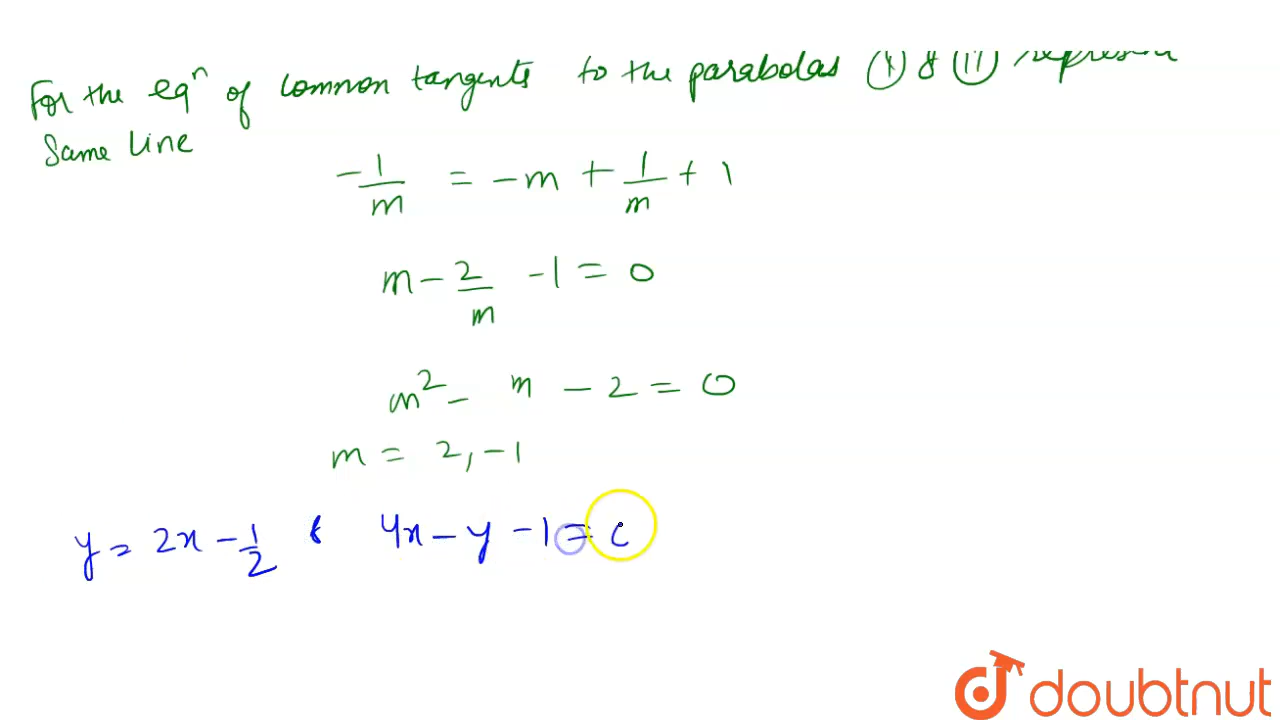 For the eqⁿ of common tangents to the parabolas (i) & (ii) represent
Same line
-1/m = -m + 1/m + 1
m - 2/m - 1 = 0
m² - m - 2 = 0
m = 2, -1
y = 2x - 1/2 & 4x - y - 1 =
doubtnut